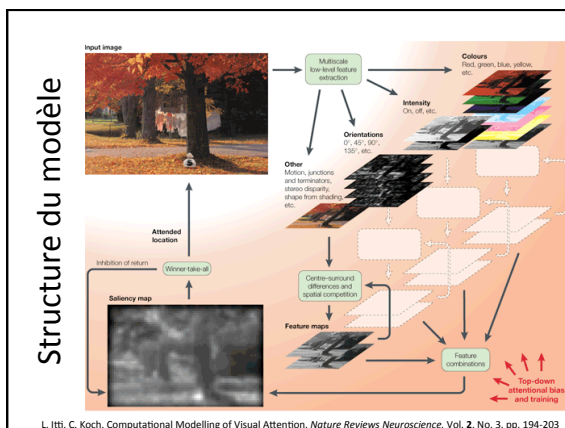 Structure du modèle
Input image
Multiscale
low-level feature
extraction
Colours
Red, green, blue, yellow,
etc.
Intensity
On, off, etc.
Orientations
0°, 45°, 90°,
135°, etc.
Other
Motion, junctions
and terminators,
stereo disparity,
shape from shading,
etc.
Attended
location
Inhibition of return
Winner-take-all
Centre–surround
differences and
spatial competition
Saliency map
Feature maps
Feature
combinations
Top-down
attentional bias
and training
L. Itti, C. Koch, Computational Modelling of Visual Attention, Nature Reviews Neuroscience, Vol. 2, No. 3, pp. 194-203